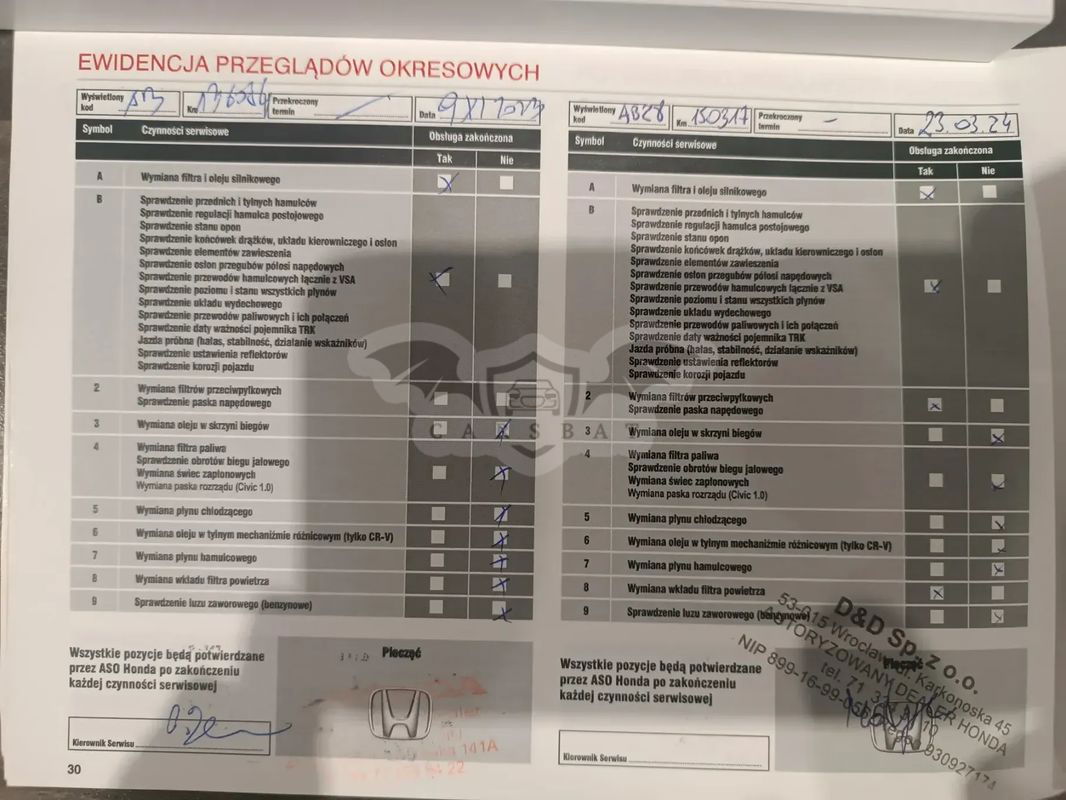 EWIDENCJA PRZEGLĄDÓW OKRESOWYCH
Wyświetlony kod
Km
Przekroczony termin
Data 9 XI 2023
Symbol Czynności serwisowe Obsługa zakończona
Tak Nie
A Wymiana filtra i oleju silnikowego
B Sprawdzenie przednich i tylnych hamulców
Sprawdzenie regulacji hamulca postojowego
Sprawdzenie stanu opon
Sprawdzenie końcówek drążków, układu kierowniczego i osłon
Sprawdzenie elementów zawieszenia
Sprawdzenie osłon przegubów półosi napędowych
Sprawdzenie przewodów hamulcowych łącznie z VSA
Sprawdzenie poziomu i stanu wszystkich płynów
Sprawdzenie układu wydechowego
Sprawdzenie przewodów paliwowych i ich połączeń
Sprawdzenie daty ważności pojemnika TRK
Jazda próbna (hałas, stabilność, działanie wskaźników)
Sprawdzenie ustawienia reflektorów
Sprawdzenie korozji pojazdu
2 Wymiana filtrów przeciwpyłkowych
Sprawdzenie paska napędowego
3 Wymiana oleju w skrzyni biegów
4 Wymiana filtra paliwa
Sprawdzenie obrotów biegu jałowego
Wymiana świec zapłonowych
Wymiana paska rozrządu (Civic 1.0)
5 Wymiana płynu chłodzącego
6 Wymiana oleju w tylnym mechanizmie różnicowym (tylko CR-V)
7 Wymiana płynu hamulcowego
8 Wymiana wkładu filtra powietrza
9 Sprawdzenie luzu zaworowego (benzynowe)
Wszystkie pozycje będą potwierdzane
przez ASO Honda po zakończeniu
każdej czynności serwisowej
Pieczęć
141A
Kierownik Serwisu
30
Wyświetlony kod AB28
Km 150317
Przekroczony termin –
Data 23.03.24
Symbol Czynności serwisowe Obsługa zakończona
Tak Nie
A Wymiana filtra i oleju silnikowego
B Sprawdzenie przednich i tylnych hamulców
Sprawdzenie regulacji hamulca postojowego
Sprawdzenie stanu opon
Sprawdzenie końcówek drążków, układu kierowniczego i osłon
Sprawdzenie elementów zawieszenia
Sprawdzenie osłon przegubów półosi napędowych
Sprawdzenie przewodów hamulcowych łącznie z VSA
Sprawdzenie poziomu i stanu wszystkich płynów
Sprawdzenie układu wydechowego
Sprawdzenie przewodów paliwowych i ich połączeń
Sprawdzenie daty ważności pojemnika TRK
Jazda próbna (hałas, stabilność, działanie wskaźników)
Sprawdzenie ustawienia reflektorów
Sprawdzenie korozji pojazdu
2 Wymiana filtrów przeciwpyłkowych
Sprawdzenie paska napędowego
3 Wymiana oleju w skrzyni biegów
4 Wymiana filtra paliwa
Sprawdzenie obrotów biegu jałowego
Wymiana świec zapłonowych
Wymiana paska rozrządu (Civic 1.0)
5 Wymiana płynu chłodzącego
6 Wymiana oleju w tylnym mechanizmie różnicowym (tylko CR-V)
7 Wymiana płynu hamulcowego
8 Wymiana wkładu filtra powietrza
9 Sprawdzenie luzu zaworowego (benzynowe)
Wszystkie pozycje będą potwierdzane
przez ASO Honda po zakończeniu
każdej czynności serwisowej
Pieczęć
D&D Sp. z o.o.
53-015 Wrocław, ul. Karkonoska 45
AUTORYZOWANY DEALER HONDA
tel. 71
NIP 899-16-99-
930927174
Kierownik Serwisu
CARSBAT